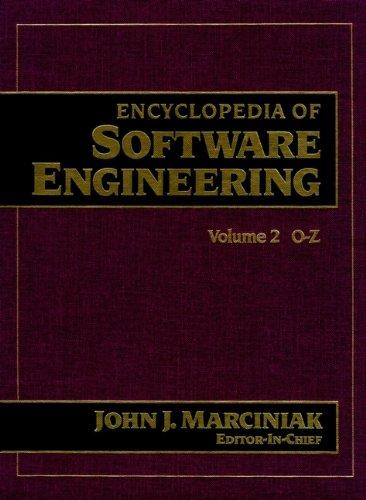 ENCYCLOPEDIA OF
SOFTWARE
ENGINEERING
Volume 2 O-Z
JOHN J. MARCINIAK
EDITOR-IN-CHIEF